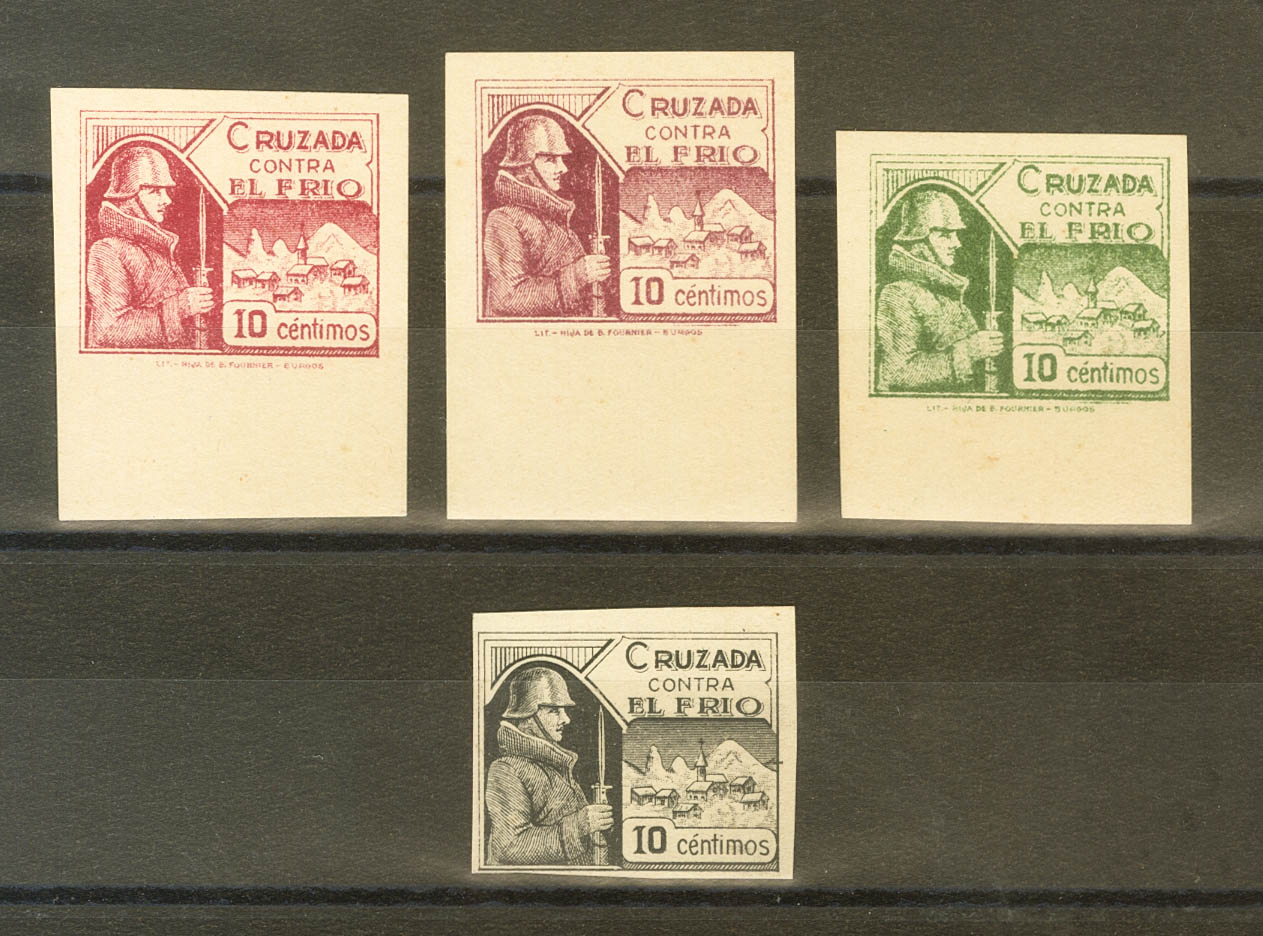 CRUZADA
CONTRA
EL FRIO
10 céntimos
LIT.- HIJA DE B. FOURNIER - BURGOS
CRUZADA
CONTRA
EL FRIO
10 céntimos
LIT.- HIJA DE B. FOURNIER - BURGOS
CRUZADA
CONTRA
EL FRIO
10 céntimos
LIT.- HIJA DE B. FOURNIER - BURGOS
CRUZADA
CONTRA
EL FRIO
10 céntimos